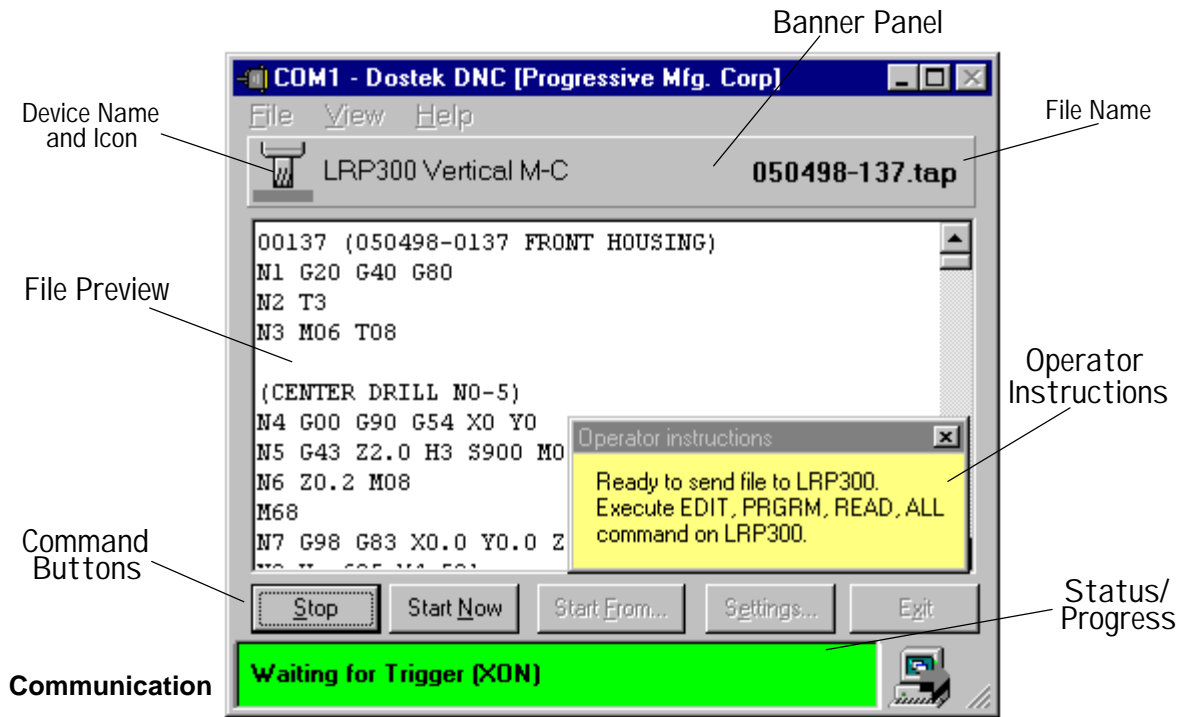 Banner Panel
COM1 - Dostek DNC [Progressive Mfg. Corp]
Device Name
and Icon
File Name
File View Help
LRP300 Vertical M-C
050498-137.tap
File Preview
00137 (050498-0137 FRONT HOUSING)
N1 G20 G40 G80
N2 T3
N3 M06 T08
(CENTER DRILL NO-5)
N4 G00 G90 G54 X0 Y0
N5 G43 Z2.0 H3 S900 M0
N6 Z0.2 M08
M68
N7 G98 G83 X0.0 Y0.0 Z
Operator
Instructions
Operator instructions
Ready to send file to LRP300.
Execute EDIT, PRGRM, READ, ALL
command on LRP300.
Command
Buttons
Stop Start Now Start From... Settings... Exit
Status/
Progress
Waiting for Trigger (XON)
Communication